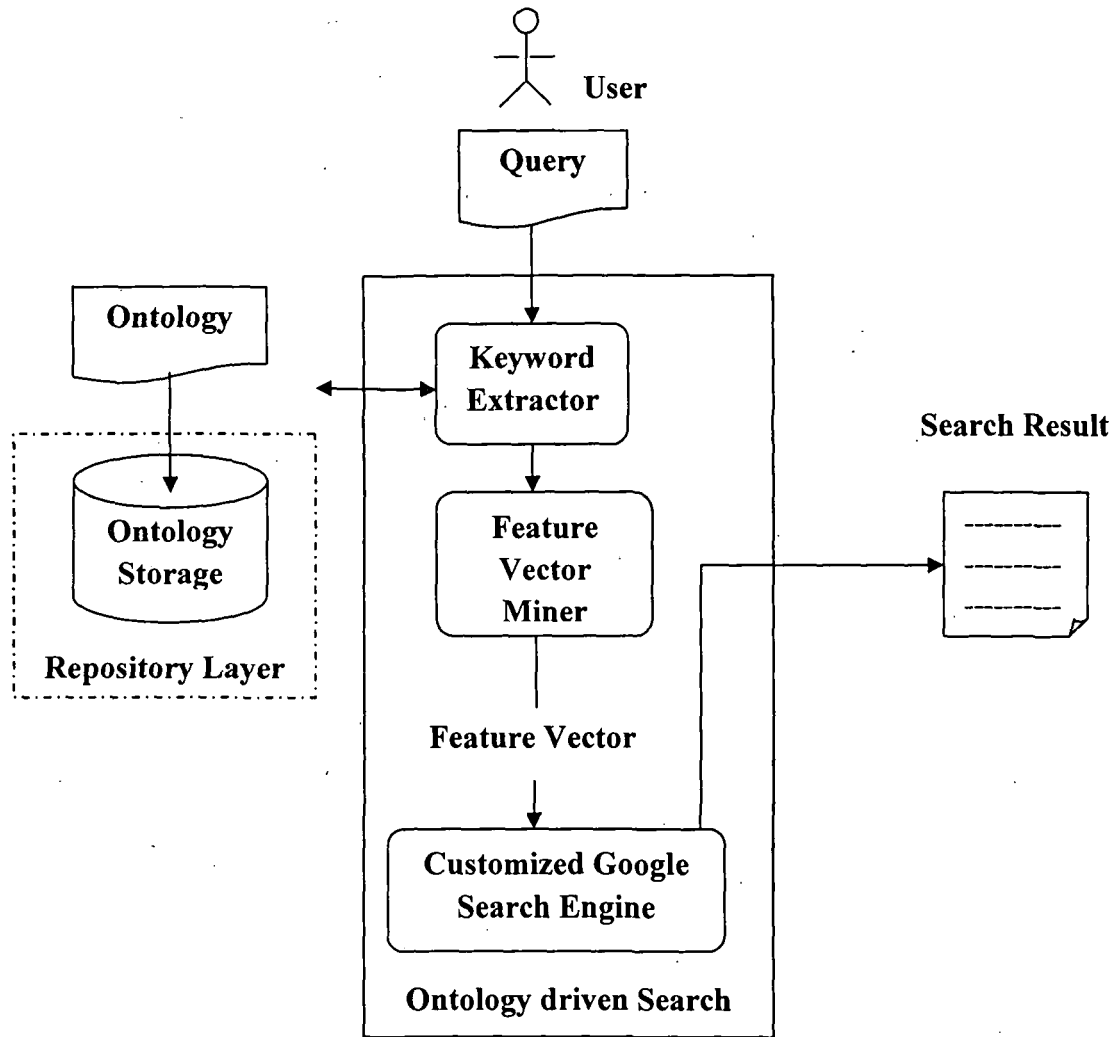 User
Query
Ontology
Keyword
Extractor
Search Result
Ontology
Storage
Feature
Vector
Miner
Repository Layer
Feature Vector
Customized Google
Search Engine
Ontology driven Search